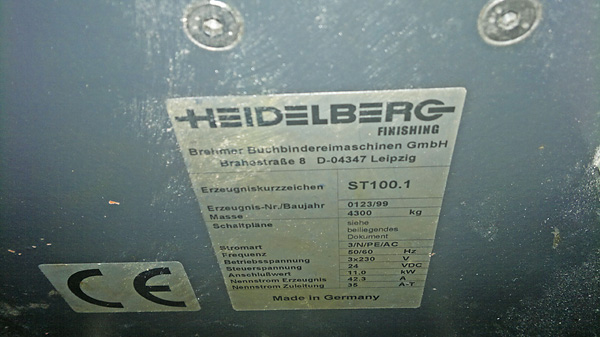 HEIDELBERG
FINISHING
Brehmer Buchbindereimaschinen GmbH
Brahestraße 8 D-04347 Leipzig
Erzeugniskurzzeichen ST100.1
Erzeugnis-Nr./Baujahr 0123/99
Masse 4300 kg
Schaltpläne siehe
beiliegendes
Dokument
Stromart 3/N/PE/AC
Frequenz 50/60 Hz
Betriebsspannung 3x230 V
Steuerspannung 24 VDC
Anschlußwert 11.0 kW
Nennstrom Erzeugnis 42.3 A
Nennstrom Zuleitung 35 A-T
Made in Germany
CE